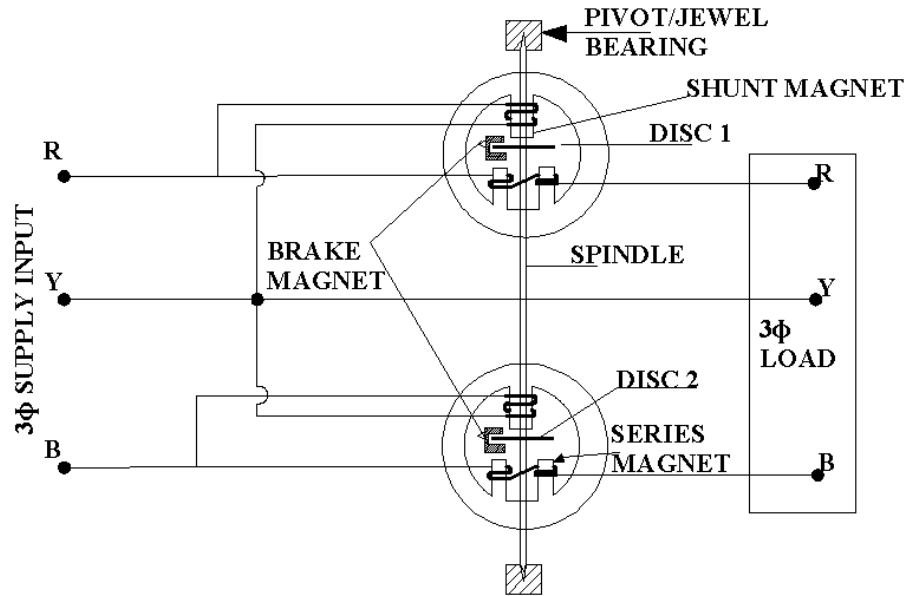 PIVOT/JEWEL
BEARING
SHUNT MAGNET
DISC 1
R
R
BRAKE
MAGNET
SPINDLE
3ϕ SUPPLY INPUT
Y
Y
3ϕ
LOAD
DISC 2
SERIES
MAGNET
B
B